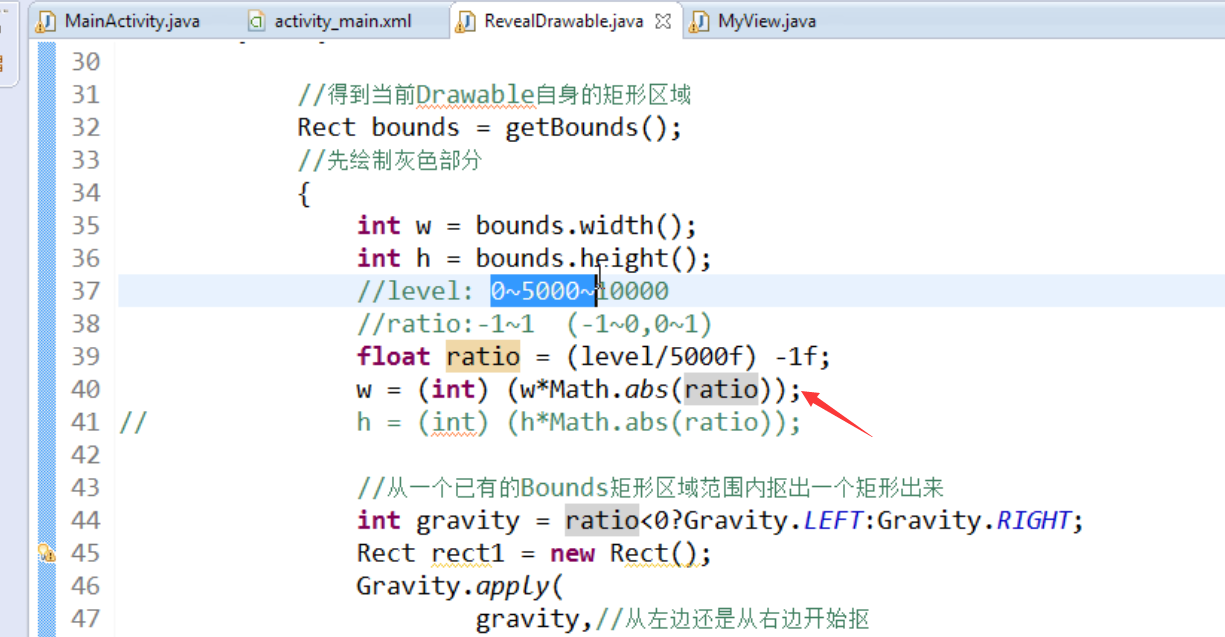 MainActivity.java activity_main.xml RevealDrawable.java MyView.java
30
31 //得到当前Drawable自身的矩形区域
32 Rect bounds = getBounds();
33 //先绘制灰色部分
34 {
35 int w = bounds.width();
36 int h = bounds.height();
37 //level: 0~5000~10000
38 //ratio:-1~1 (-1~0,0~1)
39 float ratio = (level/5000f) -1f;
40 w = (int) (w*Math.abs(ratio));
41 // h = (int) (h*Math.abs(ratio));
42
43 //从一个已有的Bounds矩形区域范围内抠出一个矩形出来
44 int gravity = ratio<0?Gravity.LEFT:Gravity.RIGHT;
45 Rect rect1 = new Rect();
46 Gravity.apply(
47 gravity,//从左边还是从右边开始抠